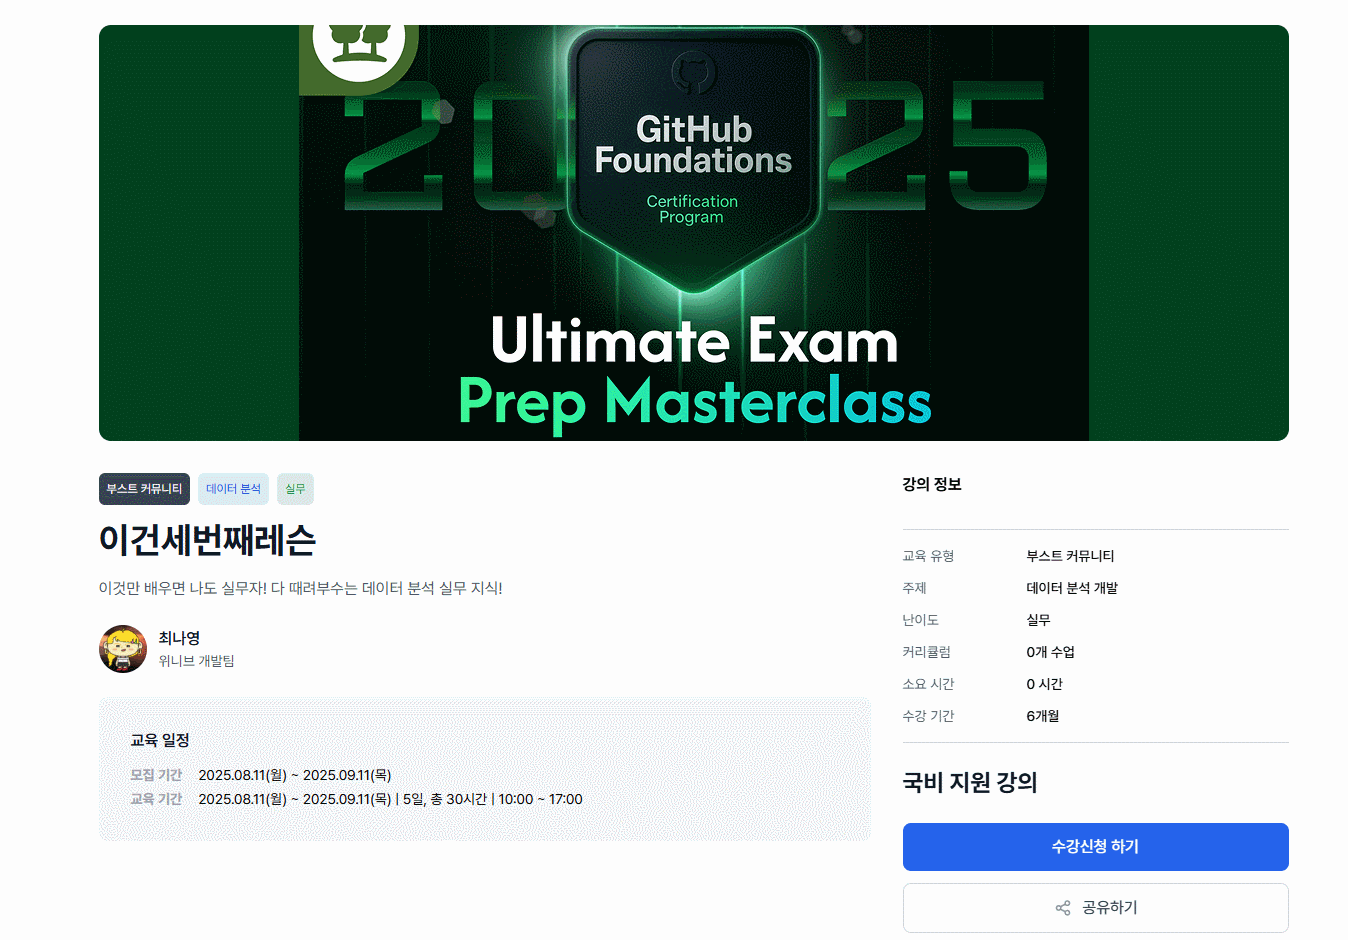 2025
GitHub
Foundations
Certification
Program
Ultimate Exam
Prep Masterclass
부스트 커뮤니티 데이터 분석 실무
이건세번째레슨
이것만 배우면 나도 실무자! 다 때려부수는 데이터 분석 실무 지식!
최나영
위니브 개발팀
교육 일정
모집 기간 2025.08.11(월) ~ 2025.09.11(목)
교육 기간 2025.08.11(월) ~ 2025.09.11(목) | 5일, 총 30시간 | 10:00 ~ 17:00
강의 정보
교육 유형 부스트 커뮤니티
주제 데이터 분석 개발
난이도 실무
커리큘럼 0개 수업
소요 시간 0 시간
수강 기간 6개월
국비 지원 강의
수강신청 하기
공유하기